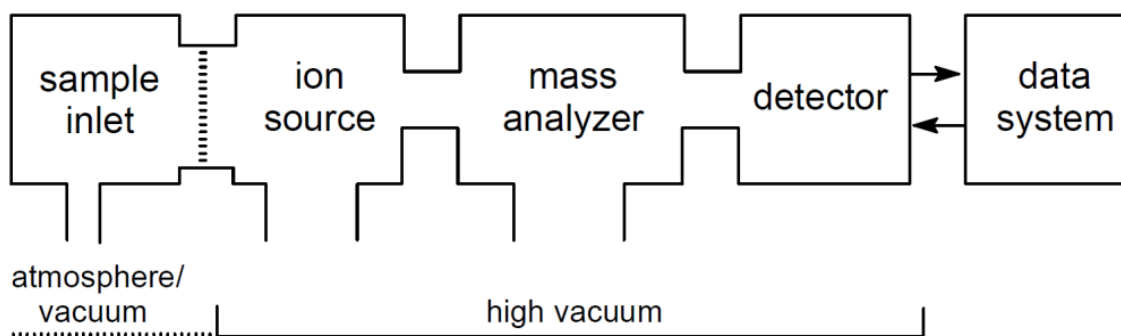 sample
inlet
ion
source
mass
analyzer
detector
data
system
atmosphere/
vacuum
high vacuum